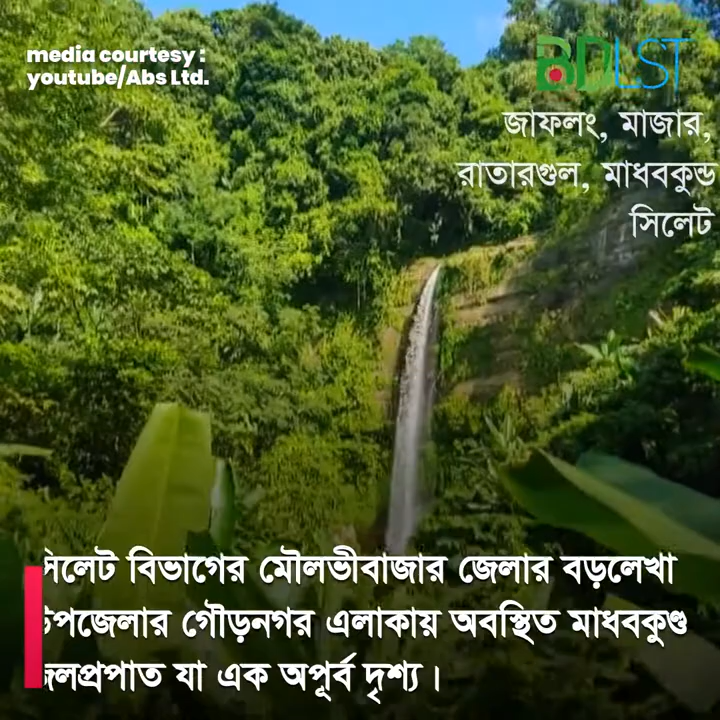 media courtesy :
youtube/Abs Ltd.
BDLST
জাফলং, মাজার,
রাতারগুল, মাধবকুন্ড
সিলেট
সিলেট বিভাগের মৌলভীবাজার জেলার বড়লেখা
উপজেলার গৌড়নগর এলাকায় অবস্থিত মাধবকুণ্ড
জলপ্রপাত যা এক অপূর্ব দৃশ্য।